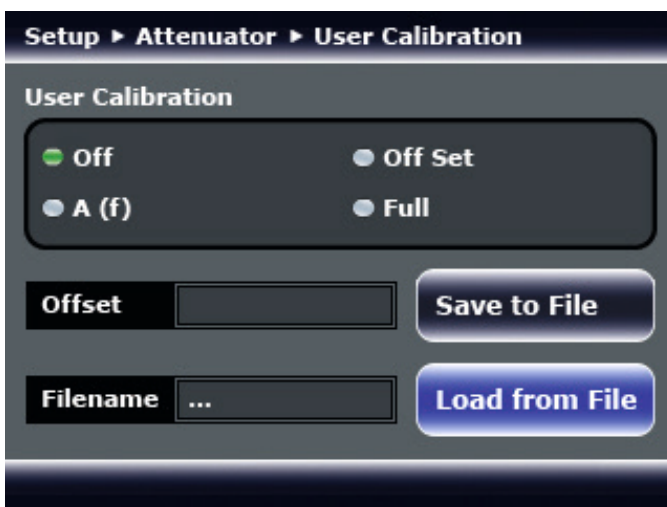 Setup ▸ Attenuator ▸ User Calibration
User Calibration
Off
Off Set
A (f)
Full
Offset
Save to File
Filename ...
Load from File